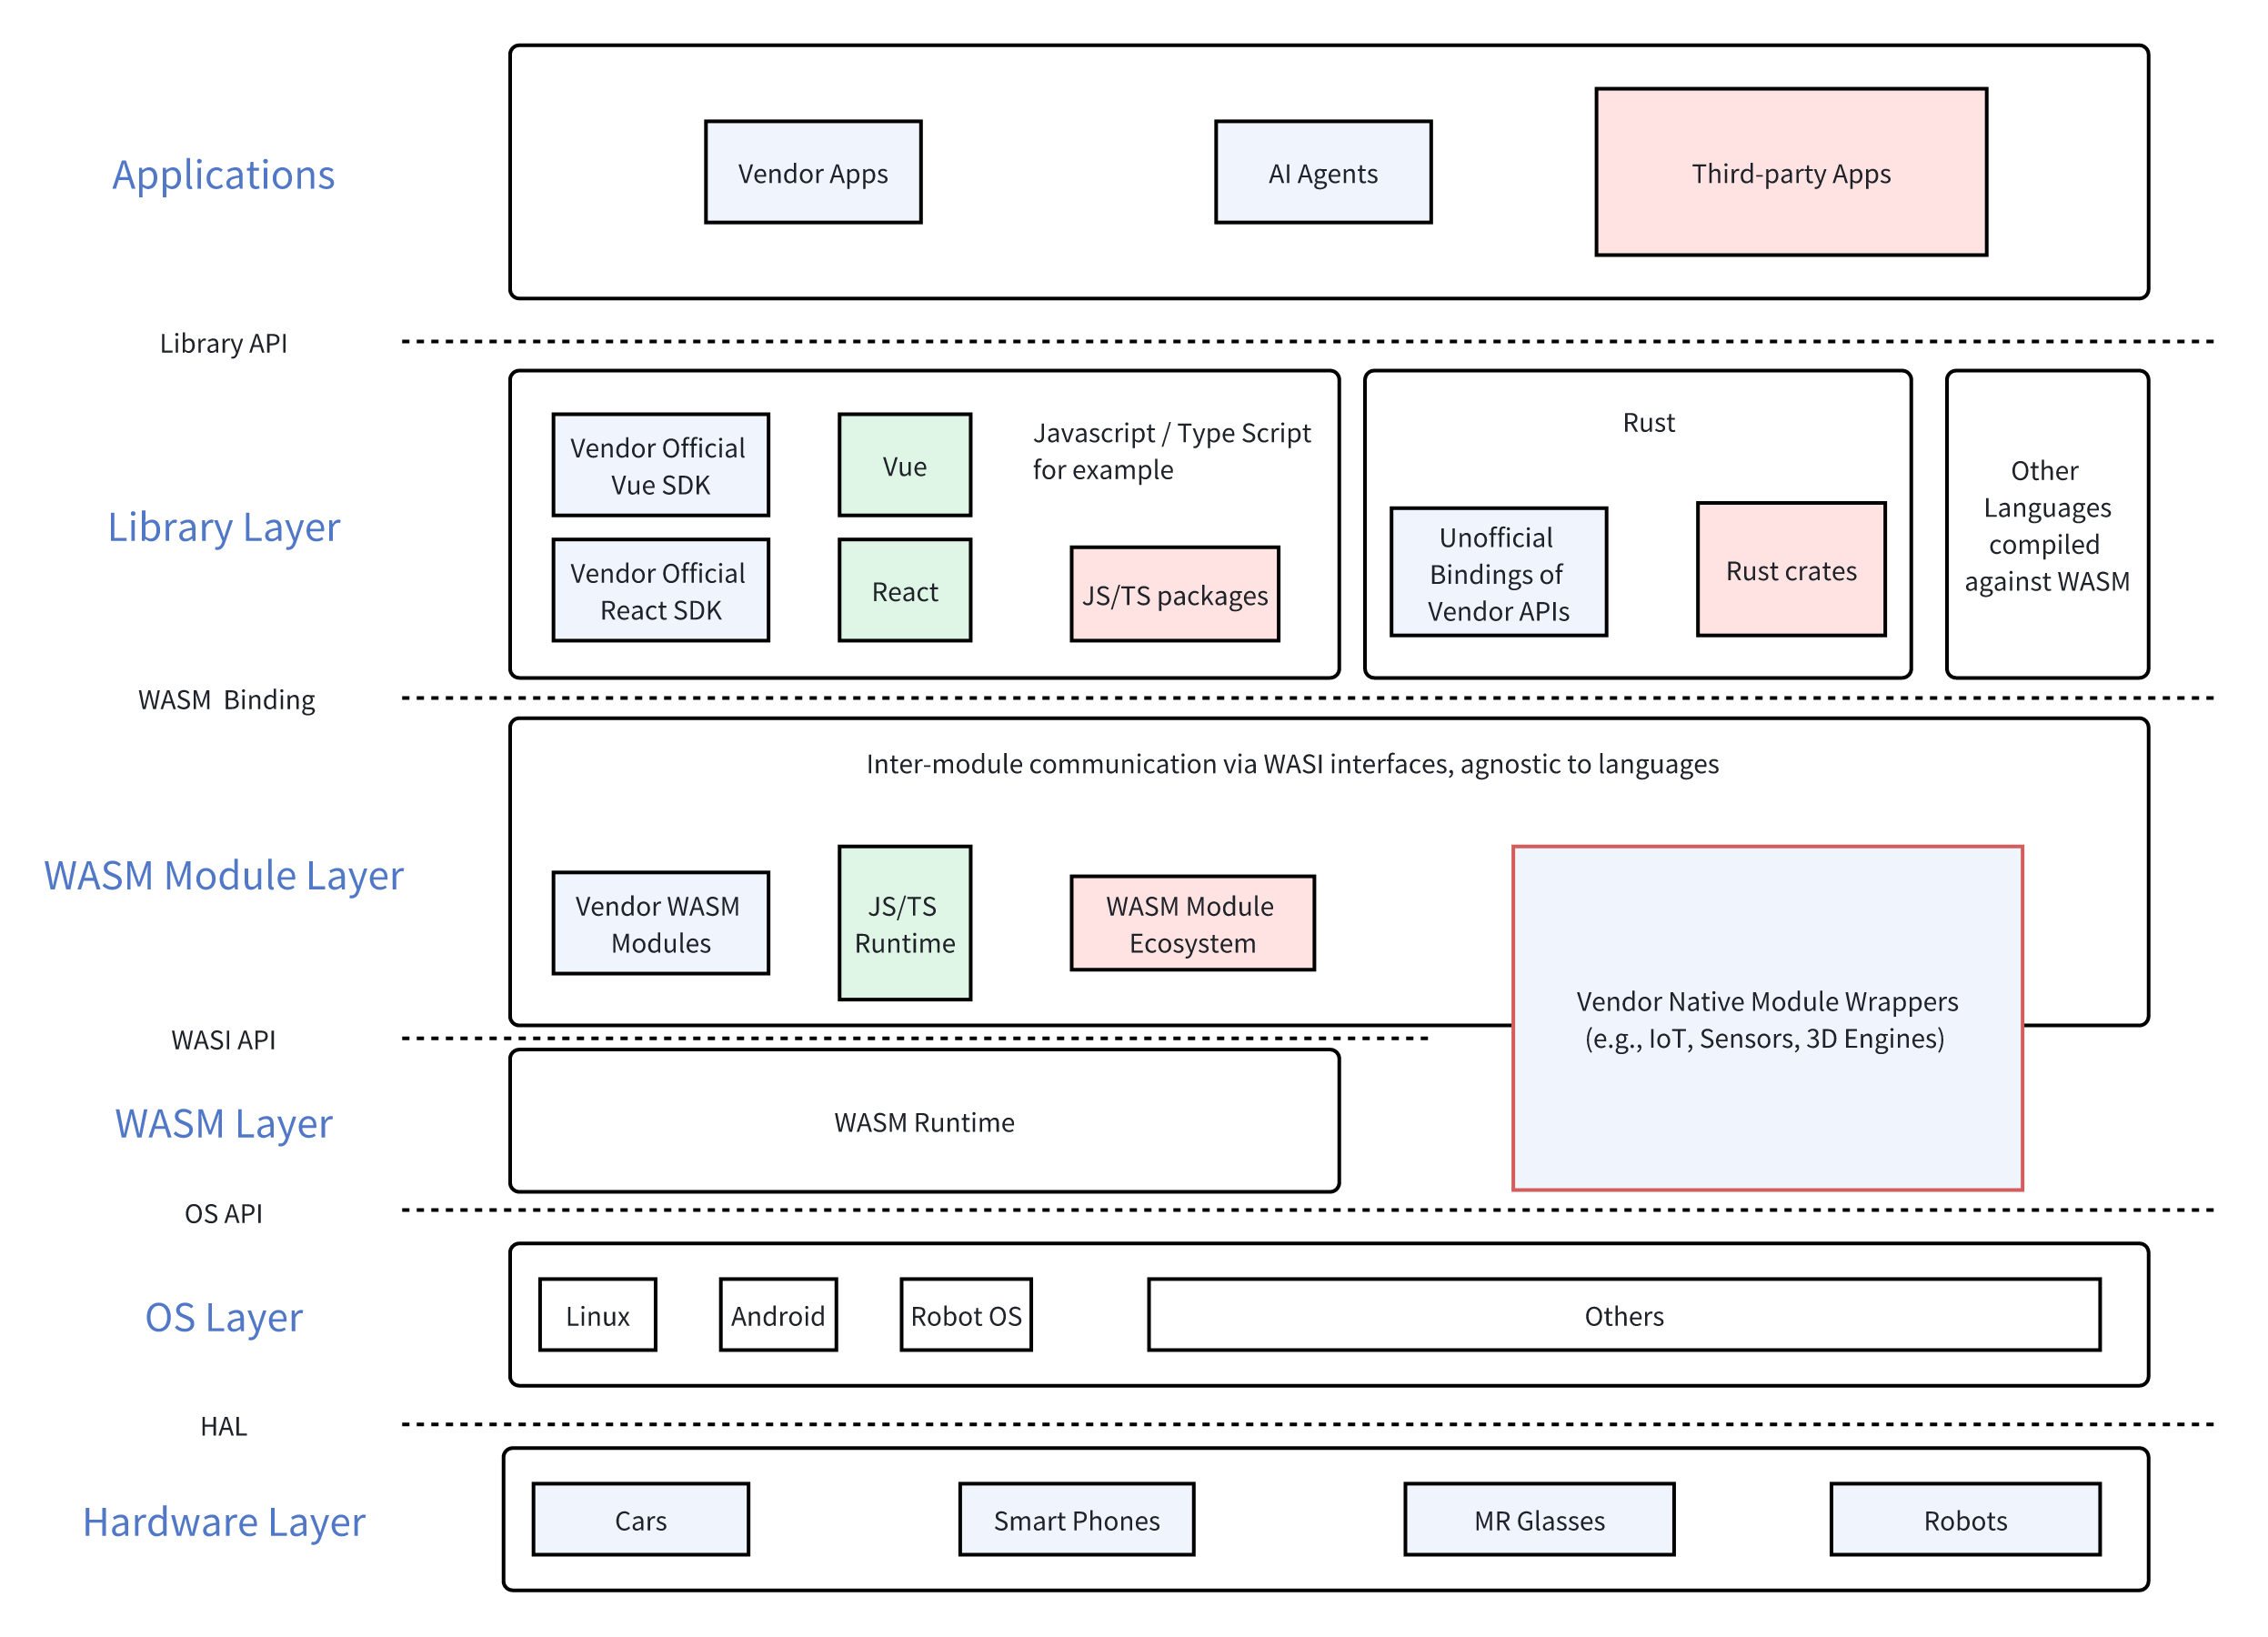 Applications
Vendor Apps
AI Agents
Third-party Apps
Library API
Library Layer
Vendor Official
Vue SDK
Vue
Javascript / Type Script
for example
Vendor Official
React SDK
React
JS/TS packages
Rust
Unofficial
Bindings of
Vendor APIs
Rust crates
Other
Languages
compiled
against WASM
WASM  Binding
WASM Module Layer
Inter-module communication via WASI interfaces, agnostic to languages
Vendor WASM
Modules
JS/TS
Runtime
WASM Module
Ecosystem
Vendor Native Module Wrappers
(e.g., IoT, Sensors, 3D Engines)
WASI API
WASM Layer
WASM Runtime
OS API
OS Layer
Linux
Android
Robot OS
Others
HAL
Hardware Layer
Cars
Smart Phones
MR Glasses
Robots